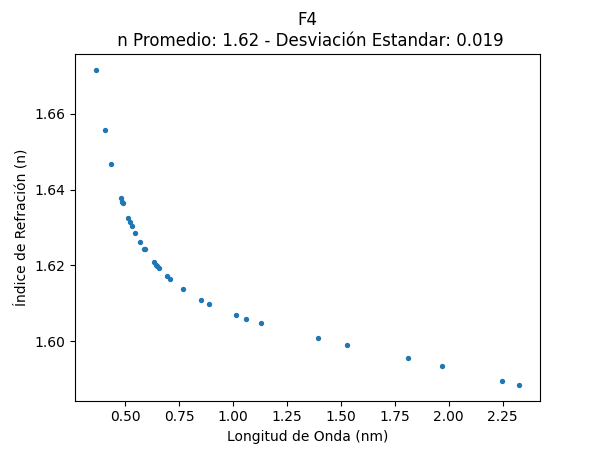 F4
n Promedio: 1.62 - Desviación Estandar: 0.019
Índice de Refración (n)
1.66
1.64
1.62
1.60
0.50 0.75 1.00 1.25 1.50 1.75 2.00 2.25
Longitud de Onda (nm)